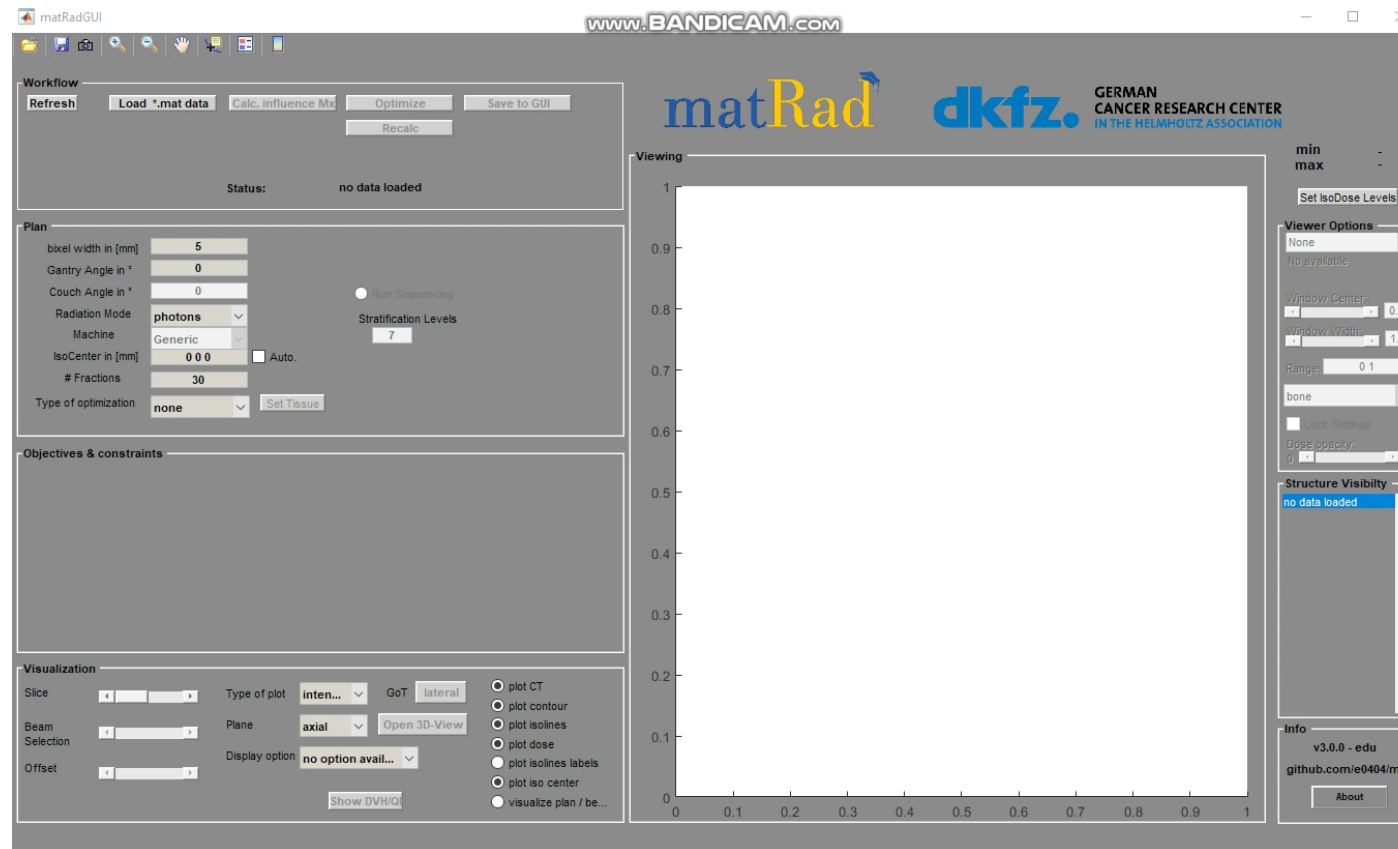 matRadGUI
www.BANDICAM.com
Workflow
Refresh
Load *.mat data
Calc. influence Mx
Optimize
Save to GUI
Recalc
Status:
no data loaded
Plan
bixel width in [mm]
5
Gantry Angle in °
0
Couch Angle in °
0
Run Sequencing
Radiation Mode
photons
Stratification Levels
Machine
Generic
7
IsoCenter in [mm]
0 0 0
Auto.
# Fractions
30
Type of optimization
none
Set Tissue
Objectives & constraints
Visualization
Slice
Type of plot
inten...
GoT
lateral
Beam
Selection
Plane
axial
Open 3D-View
Offset
Display option
no option avail...
Show DVH/QI
plot CT
plot contour
plot isolines
plot dose
plot isolines labels
plot iso center
visualize plan / be...
matRad
dkfz.
GERMAN
CANCER RESEARCH CENTER
IN THE HELMHOLTZ ASSOCIATION
Viewing
1
0.9
0.8
0.7
0.6
0.5
0.4
0.3
0.2
0.1
0
0 0.1 0.2 0.3 0.4 0.5 0.6 0.7 0.8 0.9 1
min -
max -
Set IsoDose Levels
Viewer Options
None
No available
Window Center:
0.
Window Width:
1.
Range:
0 1
bone
Lock Settings
Dose opacity:
0
Structure Visibilty
no data loaded
Info
v3.0.0 - edu
github.com/e0404/m
About